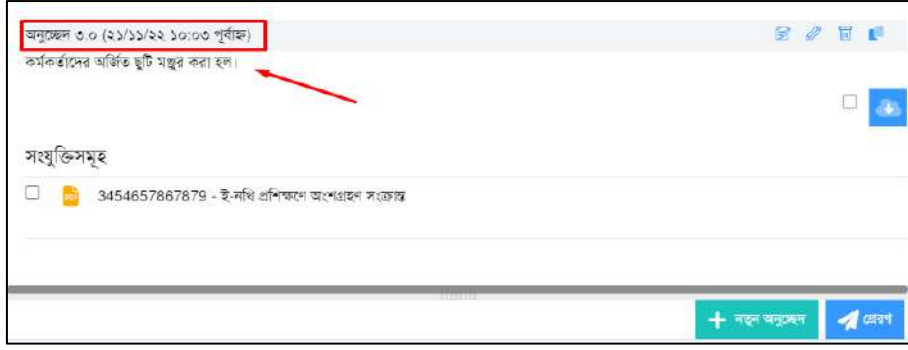 অনুচ্ছেদ ৩.০ (২১/১১/২২ ১০:০৩ পূর্বাহ্ন)
কর্মকর্তাদের অর্জিত ছুটি মঞ্জুর করা হল।
সংযুক্তিসমূহ
3454657867879 - ই-নথি প্রশিক্ষণে অংশগ্রহণ সংক্রান্ত
নতুন অনুচ্ছেদ
প্রেরণ